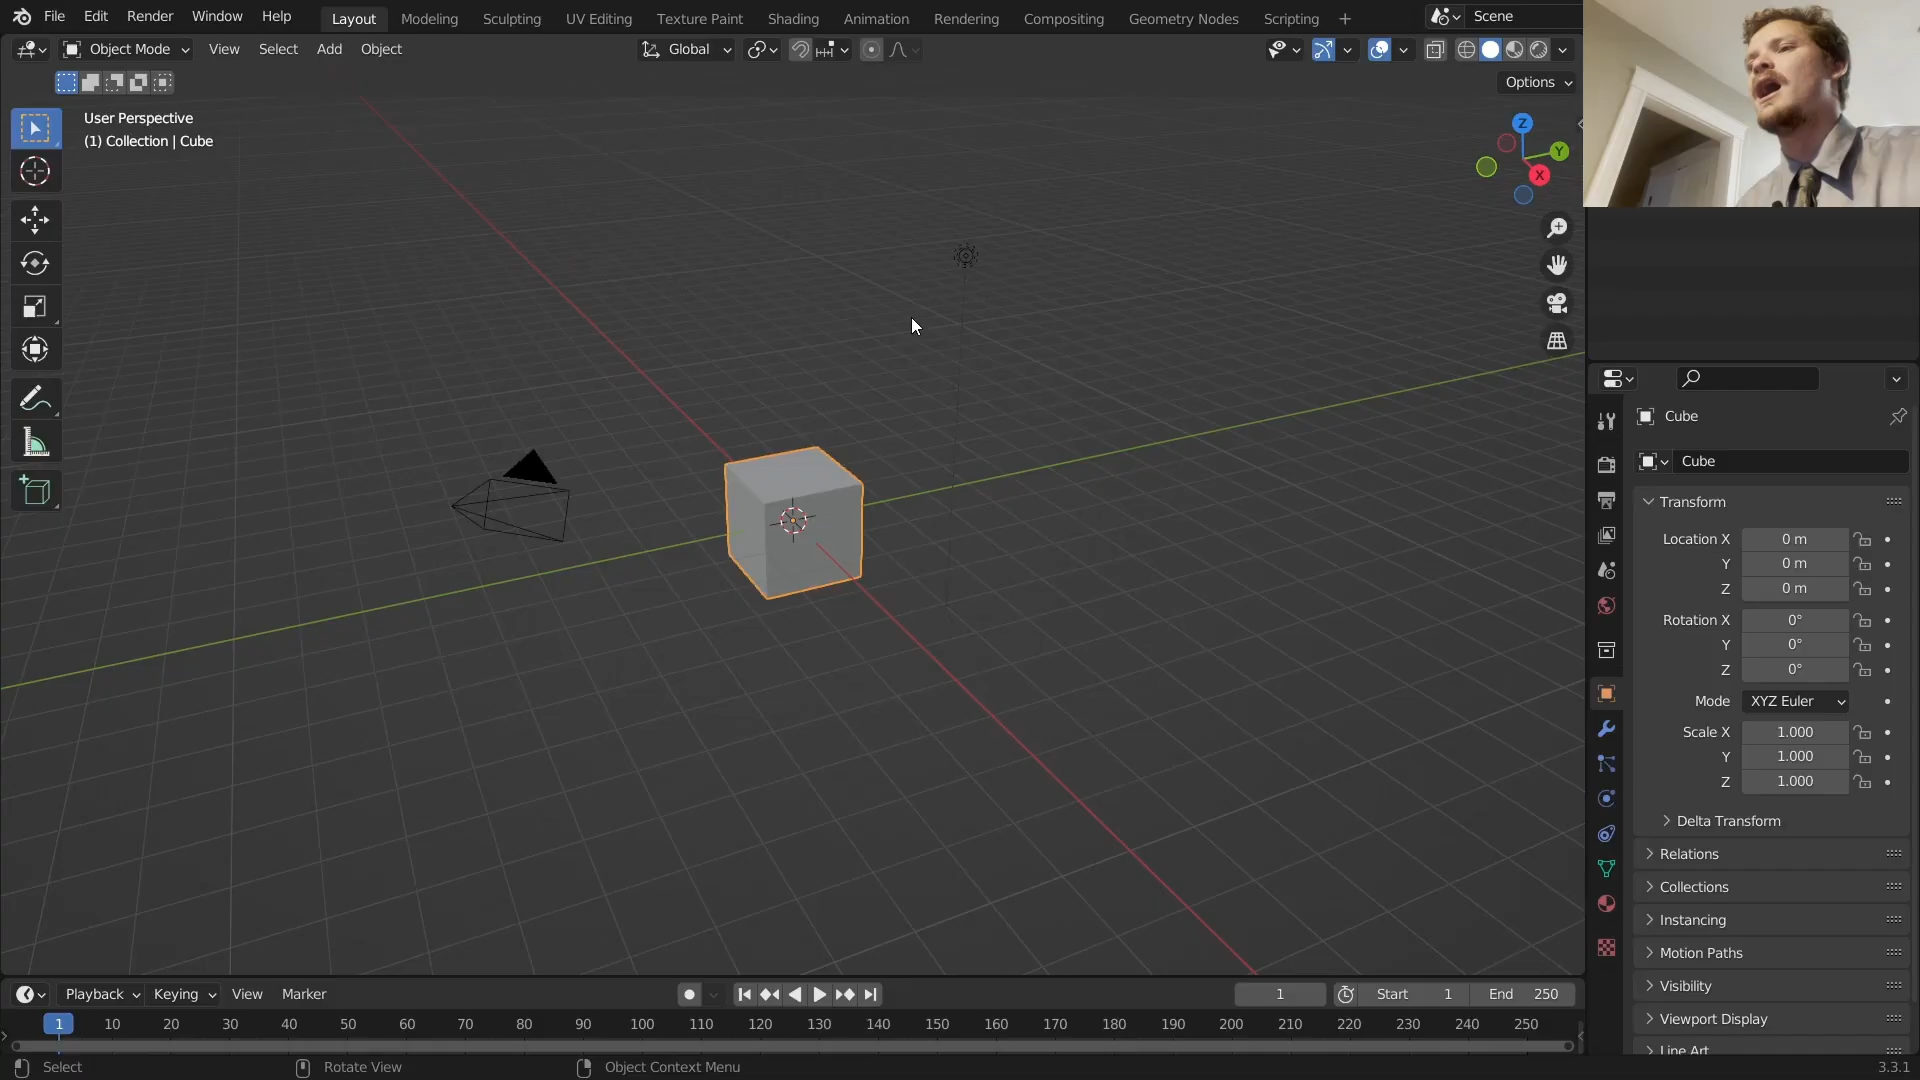 File Edit Render Window Help Layout Modeling Sculpting UV Editing Texture Paint Shading Animation Rendering Compositing Geometry Nodes Scripting + Scene
Object Mode View Select Add Object Global
Options
User Perspective
(1) Collection | Cube
Z
Y
X
Cube
Cube
Transform
Location X 0 m
Y 0 m
Z 0 m
Rotation X 0°
Y 0°
Z 0°
Mode XYZ Euler
Scale X 1.000
Y 1.000
Z 1.000
Delta Transform
Relations
Collections
Instancing
Motion Paths
Visibility
Viewport Display
Line Art
Playback Keying View Marker 1 Start 1 End 250
1 10 20 30 40 50 60 70 80 90 100 110 120 130 140 150 160 170 180 190 200 210 220 230 240 250
Select Rotate View Object Context Menu 3.3.1